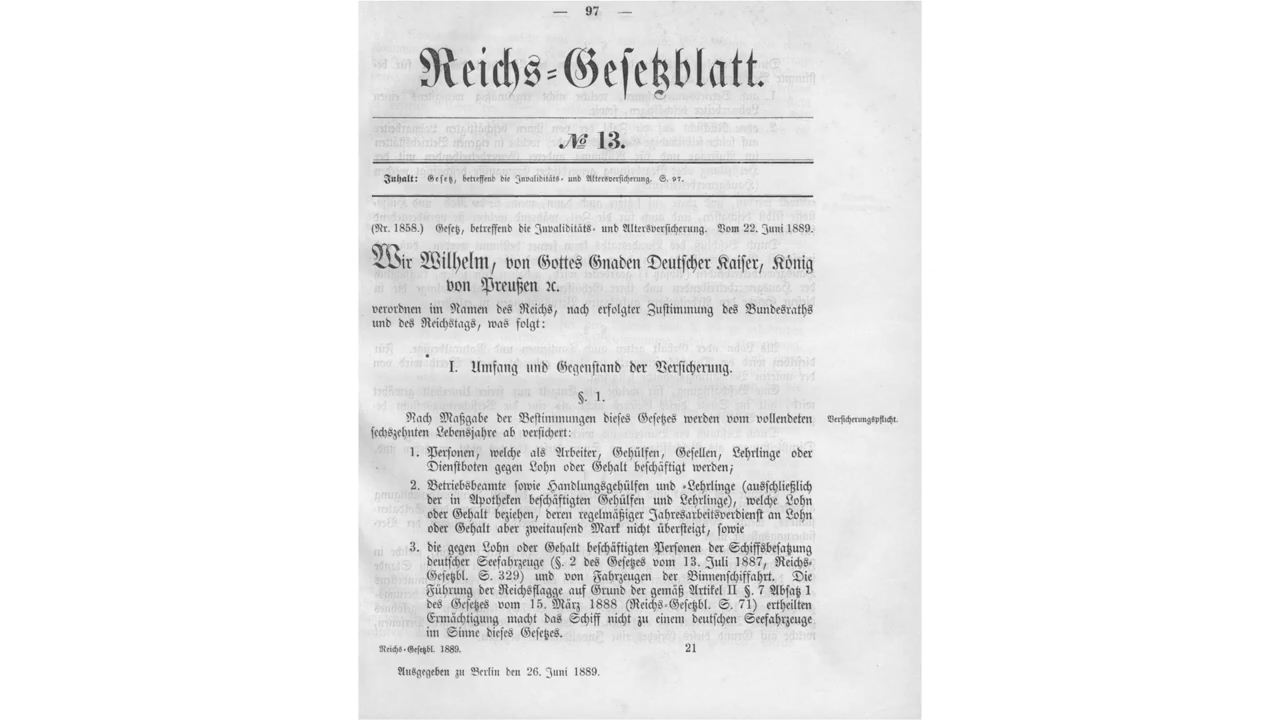 — 97 —
Reichs-Gesetzblatt.
№ 13.
Inhalt: Gesetz, betreffend die Invaliditäts- und Altersversicherung. S. 97.
(Nr. 1858.) Gesetz, betreffend die Invaliditäts- und Altersversicherung. Vom 22. Juni 1889.
Wir Wilhelm, von Gottes Gnaden Deutscher Kaiser, König
von Preußen ꝛc.
verordnen im Namen des Reichs, nach erfolgter Zustimmung des Bundesraths
und des Reichstags, was folgt:
I. Umfang und Gegenstand der Versicherung.
§. 1.
Nach Maßgabe der Bestimmungen dieses Gesetzes werden vom vollendeten
Versicherungspflicht.
sechszehnten Lebensjahre ab versichert:
1. Personen, welche als Arbeiter, Gehülfen, Gesellen, Lehrlinge oder
Dienstboten gegen Lohn oder Gehalt beschäftigt werden;
2. Betriebsbeamte sowie Handlungsgehülfen und -Lehrlinge (ausschließlich
der in Apotheken beschäftigten Gehülfen und Lehrlinge), welche Lohn
oder Gehalt beziehen, deren regelmäßiger Jahresarbeitsverdienst an Lohn
oder Gehalt aber zweitausend Mark nicht übersteigt, sowie
3. die gegen Lohn oder Gehalt beschäftigten Personen der Schiffsbesatzung
deutscher Seefahrzeuge (§. 2 des Gesetzes vom 13. Juli 1887, Reichs-
Gesetzbl. S. 329) und von Fahrzeugen der Binnenschiffahrt. Die
Führung der Reichsflagge auf Grund der gemäß Artikel II §. 7 Absatz 1
des Gesetzes vom 15. März 1888 (Reichs-Gesetzbl. S. 71) ertheilten
Ermächtigung macht das Schiff nicht zu einem deutschen Seefahrzeuge
im Sinne dieses Gesetzes.
Reichs-Gesetzbl. 1889.
21
Ausgegeben zu Berlin den 26. Juni 1889.